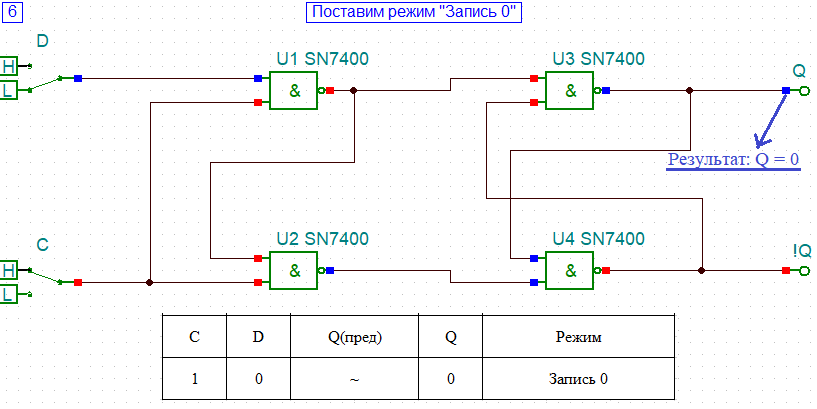 6
Поставим режим "Запись 0"
D
U1 SN7400
U3 SN7400
H
L
&
&
Q
Результат: Q = 0
C
U2 SN7400
U4 SN7400
!Q
H
L
&
&
C D Q(пред) Q Режим
1 0 ~ 0 Запись 0